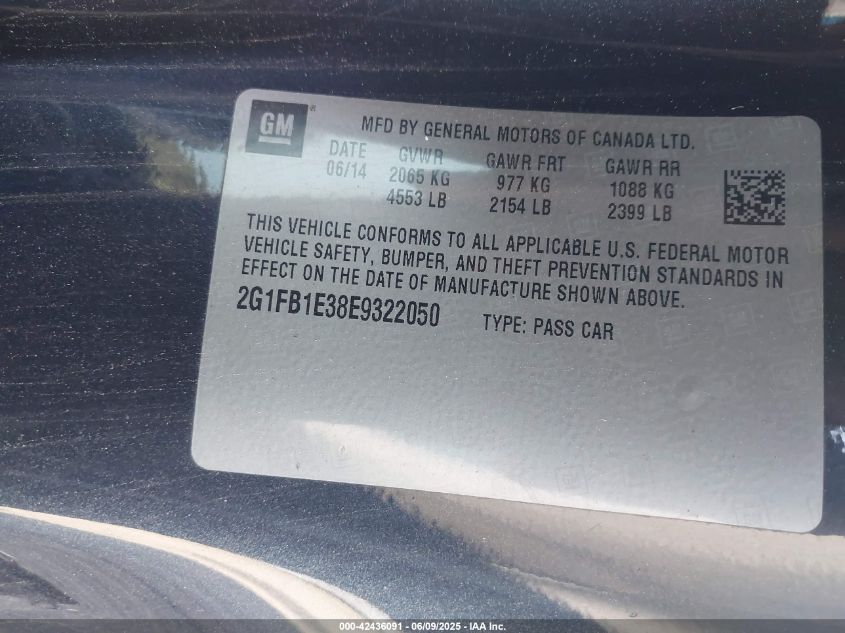 GM
MFD BY GENERAL MOTORS OF CANADA LTD.
DATE GVWR GAWR FRT GAWR RR
06/14 2065 KG 977 KG 1088 KG
4553 LB 2154 LB 2399 LB
THIS VEHICLE CONFORMS TO ALL APPLICABLE U.S. FEDERAL MOTOR
VEHICLE SAFETY, BUMPER, AND THEFT PREVENTION STANDARDS IN
EFFECT ON THE DATE OF MANUFACTURE SHOWN ABOVE.
2G1FB1E38E9322050 TYPE: PASS CAR
000-42436091 - 06/09/2025 - IAA Inc.